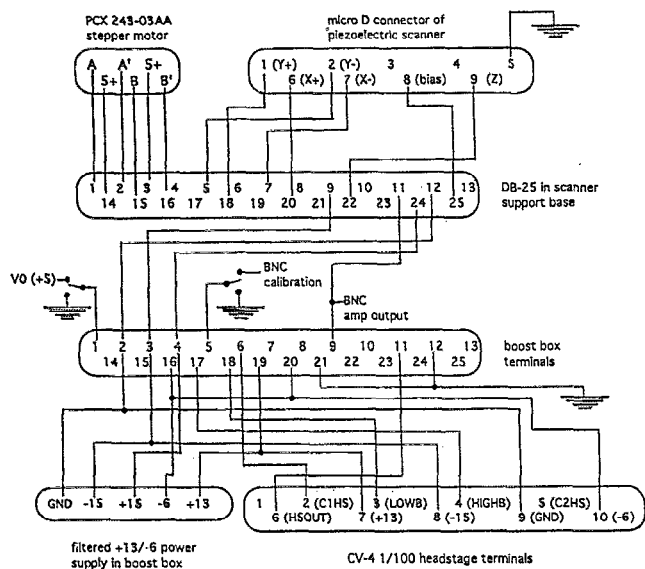 PCX 243-03AA
stepper motor
micro D connector of
piezoelectric scanner
A A' S+
S+ B B'
1 (Y+) 2 (Y-) 3 4 5
6 (X+) 7 (X-) 8 (bias) 9 (Z)
1 2 3 4 5 6 7 8 9 10 11 12 13
14 15 16 17 18 19 20 21 22 23 24 25
DB-25 in scanner
support base
V0 (+5)
BNC
calibration
BNC
amp output
1 2 3 4 5 6 7 8 9 10 11 12 13
14 15 16 17 18 19 20 21 22 23 24 25
boost box
terminals
GND -15 +15 -6 +13
1 2 (C1HS) 3 (LOWB) 4 (HIGHB) 5 (C2HS)
6 (HSOUT) 7 (+13) 8 (-15) 9 (GND) 10 (-6)
filtered +13/-6 power
supply in boost box
CV-4 1/100 headstage terminals